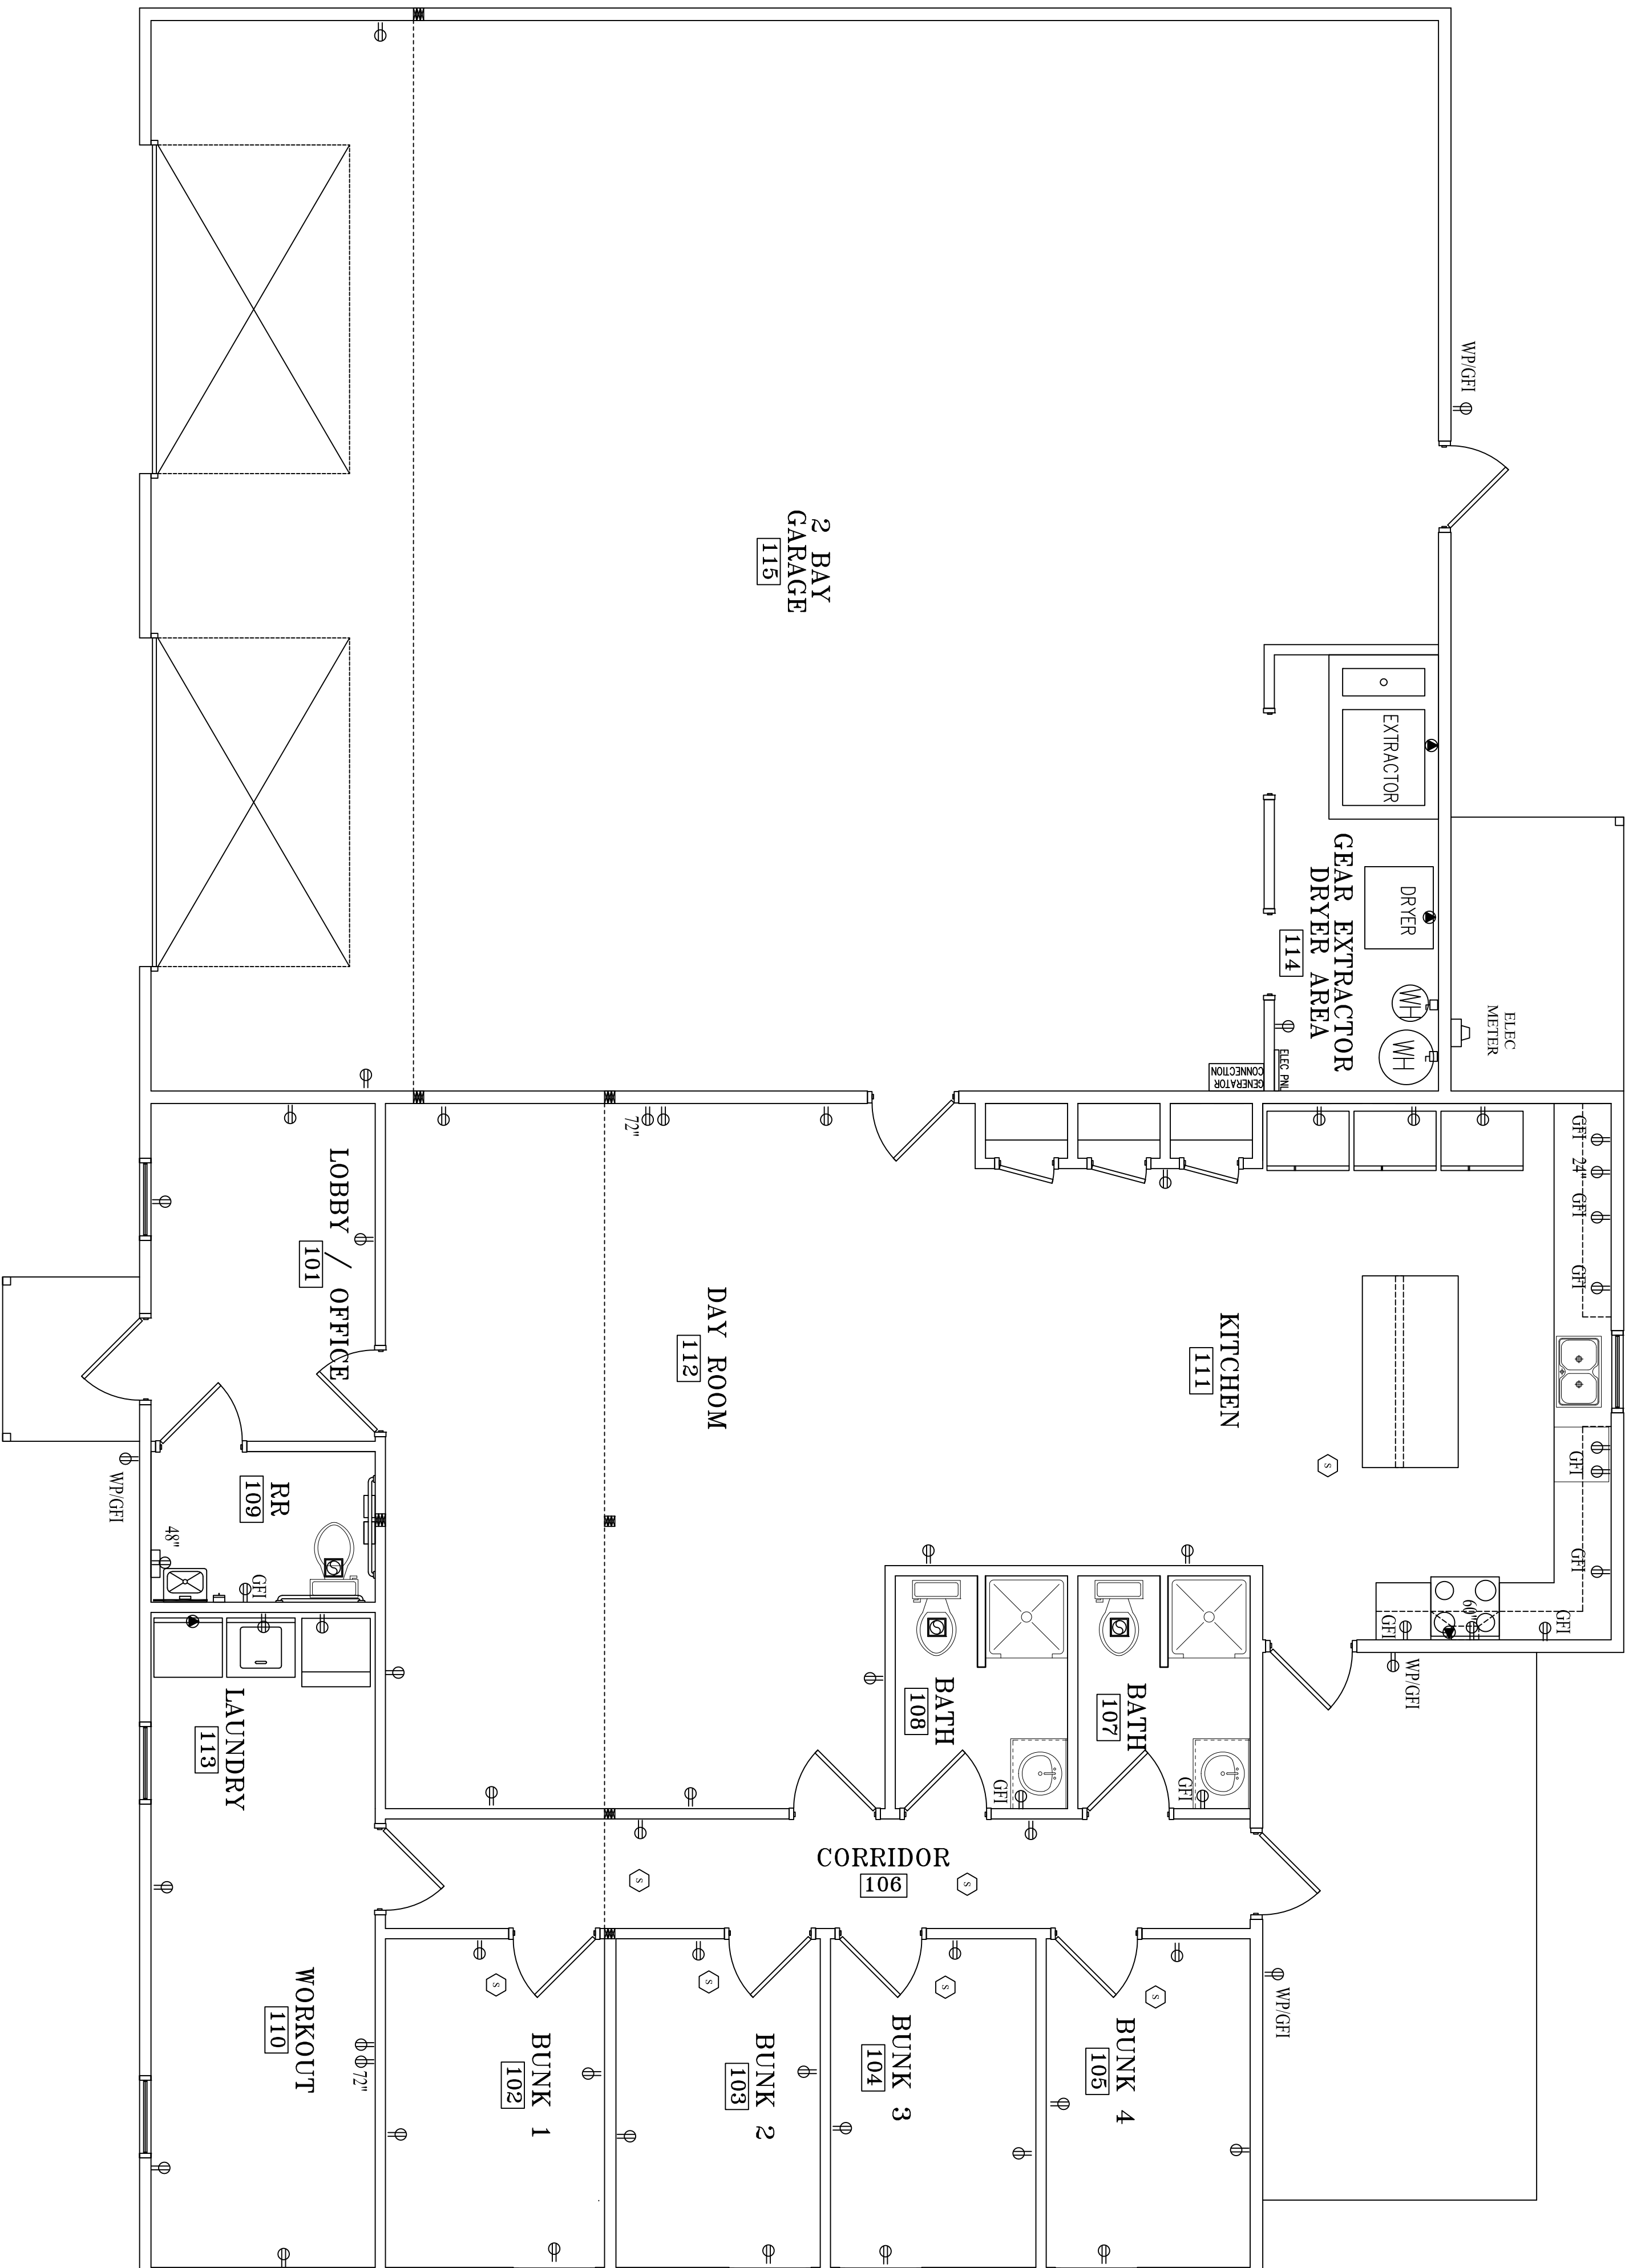 WP/GFI
2 BAY
GARAGE
115
EXTRACTOR
DRYER
GEAR EXTRACTOR
DRYER AREA
114
WH
WH
ELEC
METER
ELEC PNL
GENERATOR
CONNECTION
LOBBY / OFFICE
101
72"
DAY ROOM
112
KITCHEN
111
GFI
24"
GFI
GFI
GFI
GFI
GFI
GFI
60"
S
WP/GFI
WP/GFI
RR
109
48"
GFI
BATH
108
GFI
BATH
107
GFI
LAUNDRY
113
CORRIDOR
106
S
S
WORKOUT
110
72"
S
BUNK 1
102
S
BUNK 2
103
S
BUNK 3
104
S
BUNK 4
105
WP/GFI